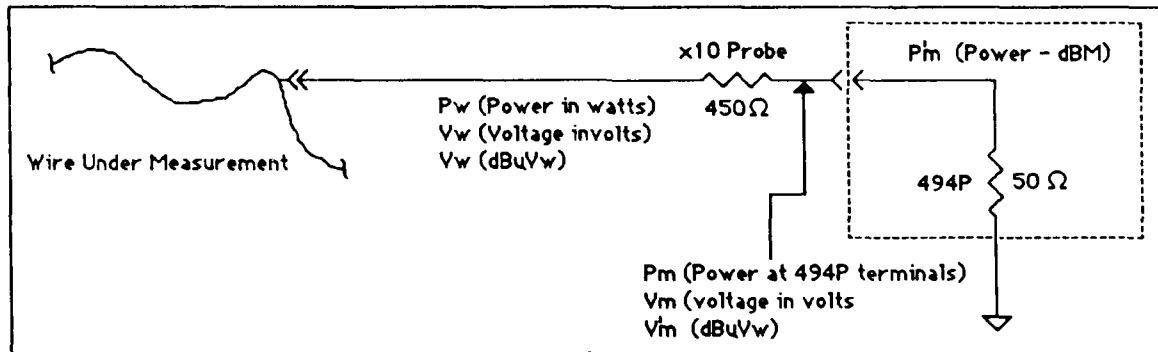 x10 Probe
P'm (Power - dBM)
450Ω
Pw (Power in watts)
Vw (Voltage involts)
Vw (dBuVw)
Wire Under Measurement
494P
50 Ω
Pm (Power at 494P terminals)
Vm (voltage in volts
V'm (dBuVw)